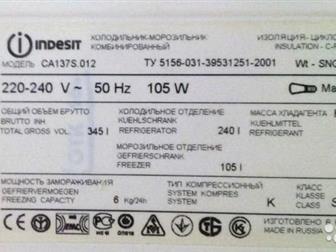 INDESIT
ХОЛОДИЛЬНИК-МОРОЗИЛЬНИК
КОМБИНИРОВАННЫЙ
ИЗОЛЯЦИЯ - ЦИКЛО
INSULATION - C
МОДЕЛЬ CA137S.012 ТУ 5156-031-39531251-2001 Wt - SNO
220-240 V ~ 50 Hz 105 W Ma
ОБЩИЙ ОБЪЕМ БРУТТО
BRUTTO INH
TOTAL GROSS VOL. 345 l
ХОЛОДИЛЬНОЕ ОТДЕЛЕНИЕ
KUEHLSCHRANK
REFRIGERATOR 240 l
МАССА ХЛАДАГЕНТА
KUEHLMITTEL
REFRIGERANT
МОРОЗИЛЬНОЕ ОТДЕЛЕНИЕ
GEFRIERSCHRANK
FREEZER 105 l
МОЩНОСТЬ ЗАМОРАЖИВАНИЯ
GEFRIERVERMOEGEN
FREEZING CAPACITY 6 Kg/24h
ТИП КОМПРЕССИОННЫЙ
SYSTEM KOMPRES
SYSTEM K
КЛАСС
KLASSE
CLASS S